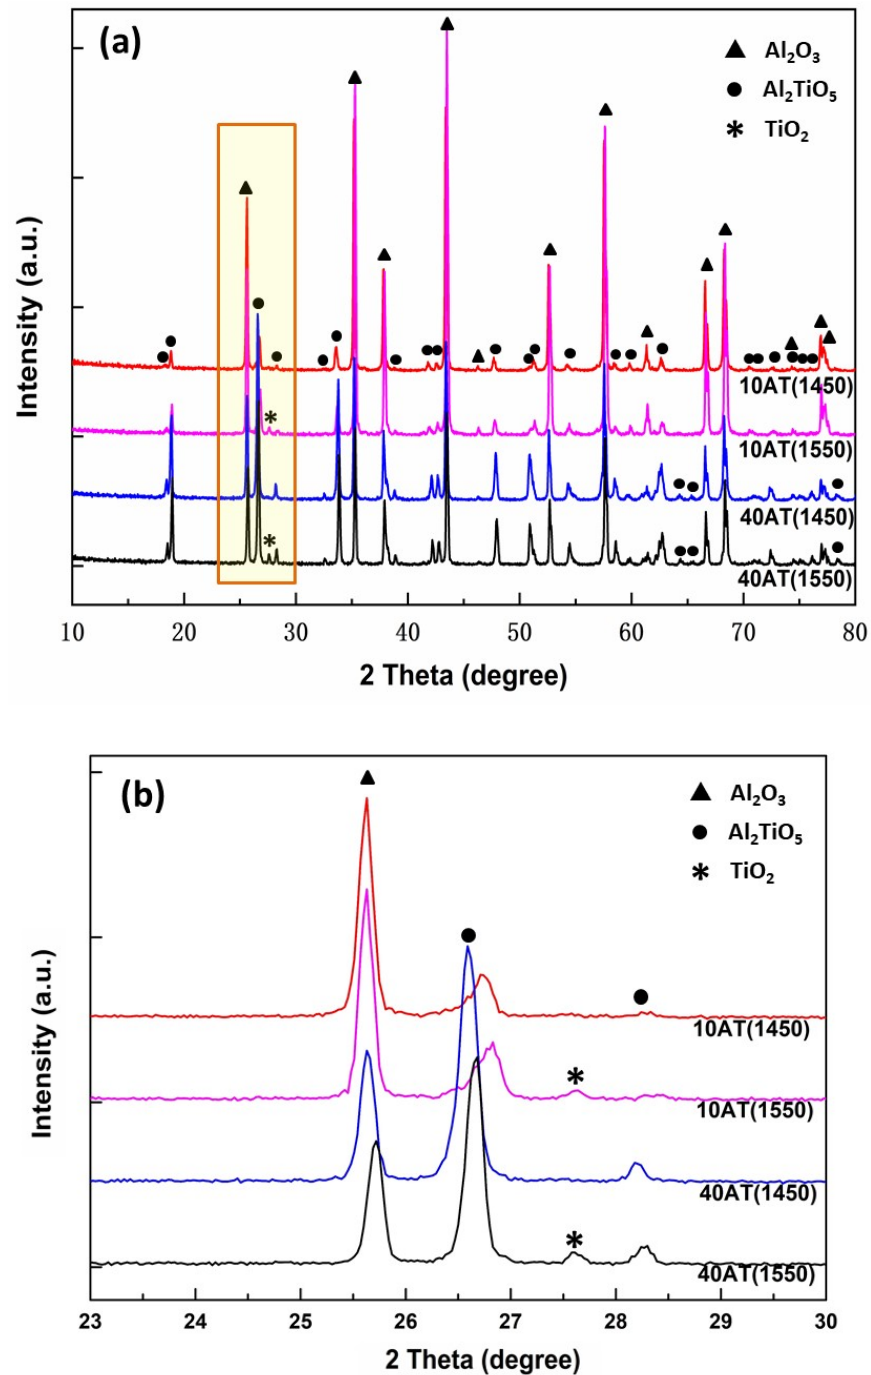 (a)
▲ Al₂O₃
● Al₂TiO₅
* TiO₂
Intensity (a.u.)
10AT(1450)
10AT(1550)
40AT(1450)
40AT(1550)
10 20 30 40 50 60 70 80
2 Theta (degree)
(b)
▲ Al₂O₃
● Al₂TiO₅
* TiO₂
Intensity (a.u.)
10AT(1450)
10AT(1550)
40AT(1450)
40AT(1550)
23 24 25 26 27 28 29 30
2 Theta (degree)